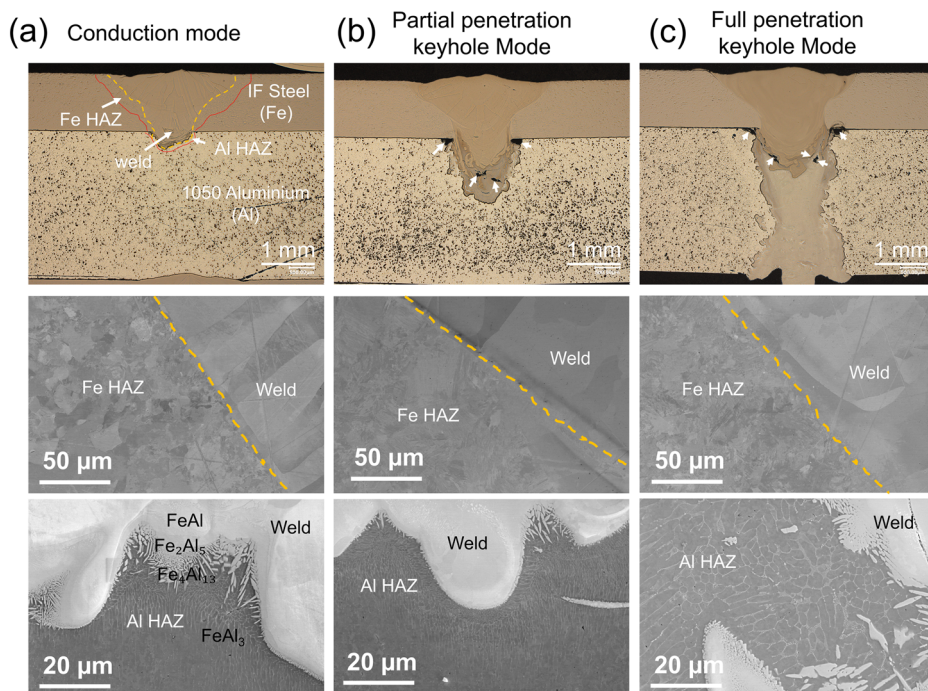 (a) Conduction mode
(b) Partial penetration
keyhole Mode
(c) Full penetration
keyhole Mode
IF Steel
(Fe)
Fe HAZ
weld
Al HAZ
1050 Aluminium
(Al)
1 mm
1 mm
1 mm
Fe HAZ
Weld
50 µm
Weld
Fe HAZ
50 µm
Weld
Fe HAZ
50 µm
FeAl
Weld
Fe₂Al₅
Fe₄Al₁₃
Al HAZ
FeAl₃
20 µm
Weld
Al HAZ
20 µm
Weld
Al HAZ
20 µm